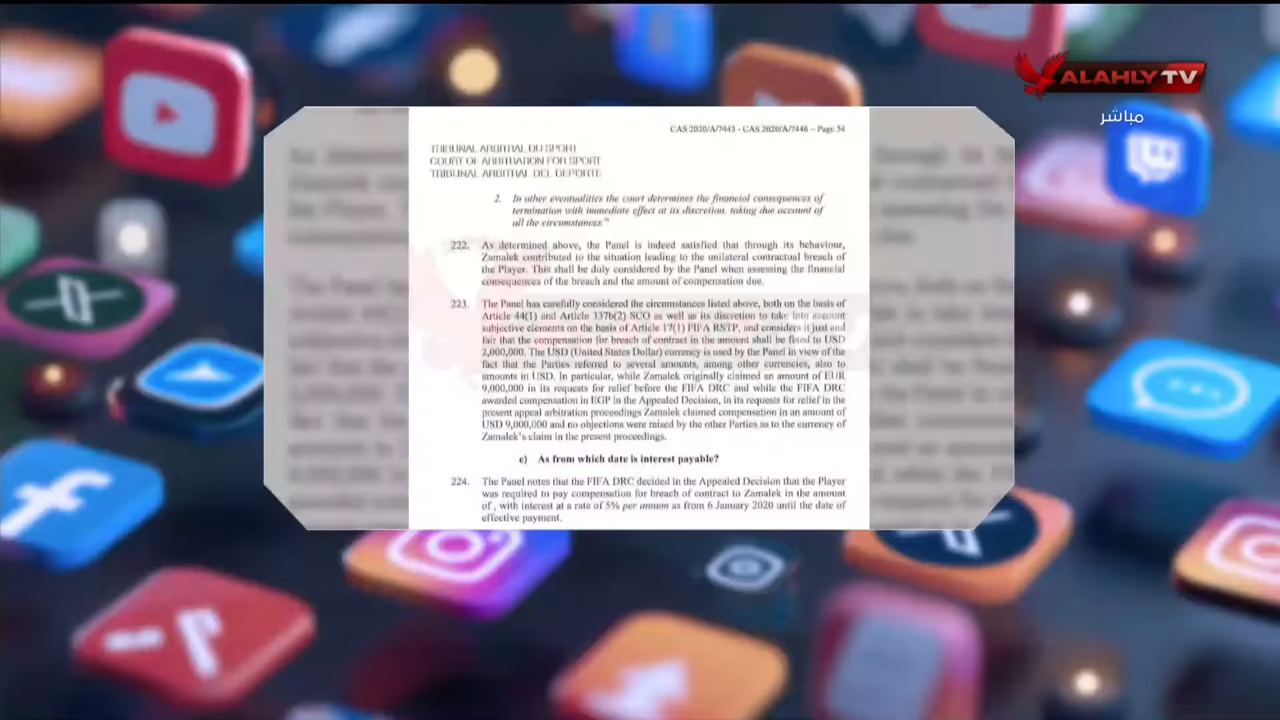 ALAHLY TV
مباشر
CAS 2020/A/7443 - CAS 2020/A/7446 – Page 54
TRIBUNAL ARBITRAL DU SPORT
COURT OF ARBITRATION FOR SPORT
TRIBUNAL ARBITRAL DEL DEPORTE
2. In other eventualities the court determines the financial consequences of
termination with immediate effect at its discretion, taking due account of
all the circumstances"
222. As determined above, the Panel is indeed satisfied that through its behaviour,
Zamalek contributed to the situation leading to the unilateral contractual breach of
the Player. This shall be duly considered by the Panel when assessing the financial
consequences of the breach and the amount of compensation due.
223. The Panel has carefully considered the circumstances listed above, both on the basis of
Article 44(1) and Article 337b(2) SCO as well as its discretion to take into account
subjective elements on the basis of Article 17(1) FIFA RSTP, and considers it just and
fair that the compensation for breach of contract in the amount shall be fixed to USD
2,000,000. The USD (United States Dollar) currency is used by the Panel in view of the
fact that the Parties referred to several amounts, among other currencies, also to
amounts in USD. In particular, while Zamalek originally claimed an amount of EUR
9,000,000 in its requests for relief before the FIFA DRC and while the FIFA DRC
awarded compensation in EGP in the Appealed Decision, in its requests for relief in the
present appeal arbitration proceedings Zamalek claimed compensation in an amount of
USD 9,000,000 and no objections were raised by the other Parties as to the currency of
Zamalek's claim in the present proceedings.
c) As from which date is interest payable?
224. The Panel notes that the FIFA DRC decided in the Appealed Decision that the Player
was required to pay compensation for breach of contract to Zamalek in the amount
of , with interest at a rate of 5% per annum as from 6 January 2020 until the date of
effective payment.